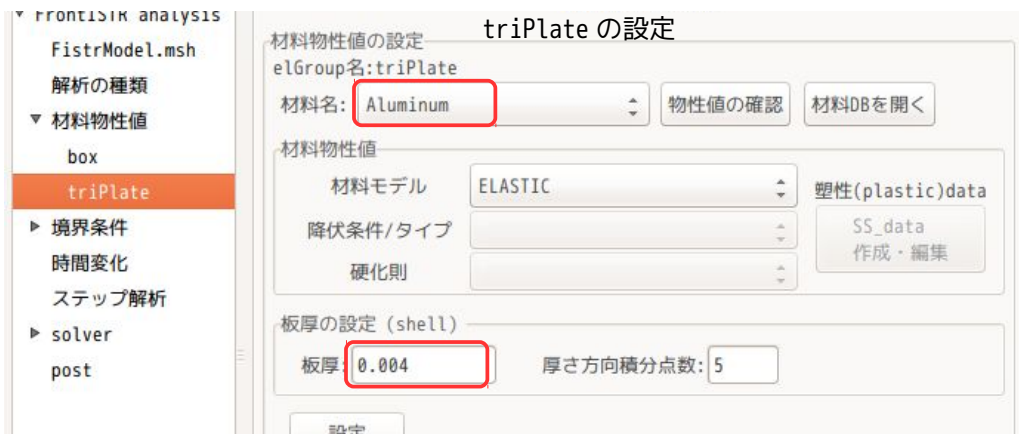 FrontISTR analysis
FistrModel.msh
解析の種類
材料物性値
box
triPlate
境界条件
時間変化
ステップ解析
solver
post
triPlate の設定
材料物性値の設定
elGroup名:triPlate
材料名: Aluminum 物性値の確認 材料DBを開く
材料物性値
材料モデル ELASTIC 塑性(plastic)data
降伏条件/タイプ SS_data
作成・編集
硬化則
板厚の設定 (shell)
板厚: 0.004 厚さ方向積分点数: 5
設定